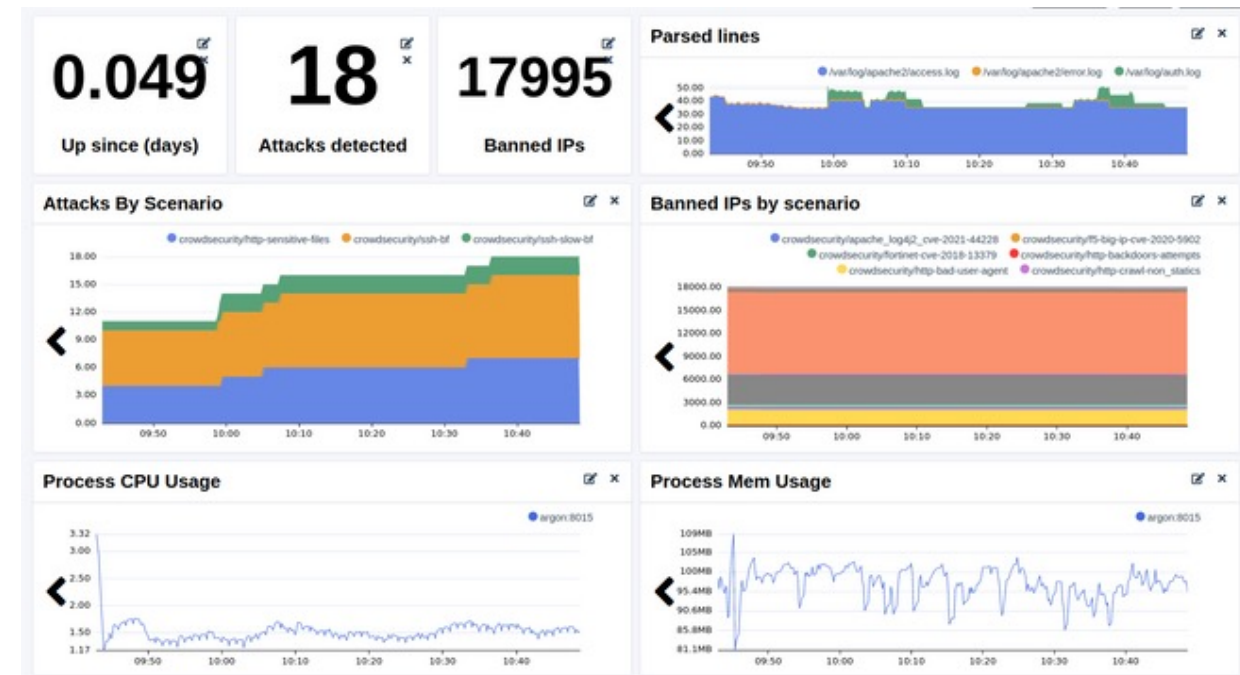 0.049
Up since (days)
18
Attacks detected
17995
Banned IPs
Parsed lines
/var/log/apache2/access.log /var/log/apache2/error.log /var/log/auth.log
50.00
40.00
30.00
20.00
10.00
0.00
09:50 10:00 10:10 10:20 10:30 10:40
Attacks By Scenario
crowdsecurity/http-sensitive-files crowdsecurity/ssh-bf crowdsecurity/ssh-slow-bf
18.00
15.00
12.00
9.00
6.00
3.00
0.00
09:50 10:00 10:10 10:20 10:30 10:40
Banned IPs by scenario
crowdsecurity/apache_log4j2_cve-2021-44228 crowdsecurity/f5-big-ip-cve-2020-5902
crowdsecurity/fortinet-cve-2018-13379 crowdsecurity/http-backdoors-attempts
crowdsecurity/http-bad-user-agent crowdsecurity/http-crawl-non_statics
18000.00
15000.00
12000.00
9000.00
6000.00
3000.00
0.00
09:50 10:00 10:10 10:20 10:30 10:40
Process CPU Usage
argon:8015
3.32
3.00
2.50
2.00
1.50
1.17
09:50 10:00 10:10 10:20 10:30 10:40
Process Mem Usage
argon:8015
109MB
105MB
100MB
95.4MB
90.6MB
85.8MB
81.1MB
09:50 10:00 10:10 10:20 10:30 10:40